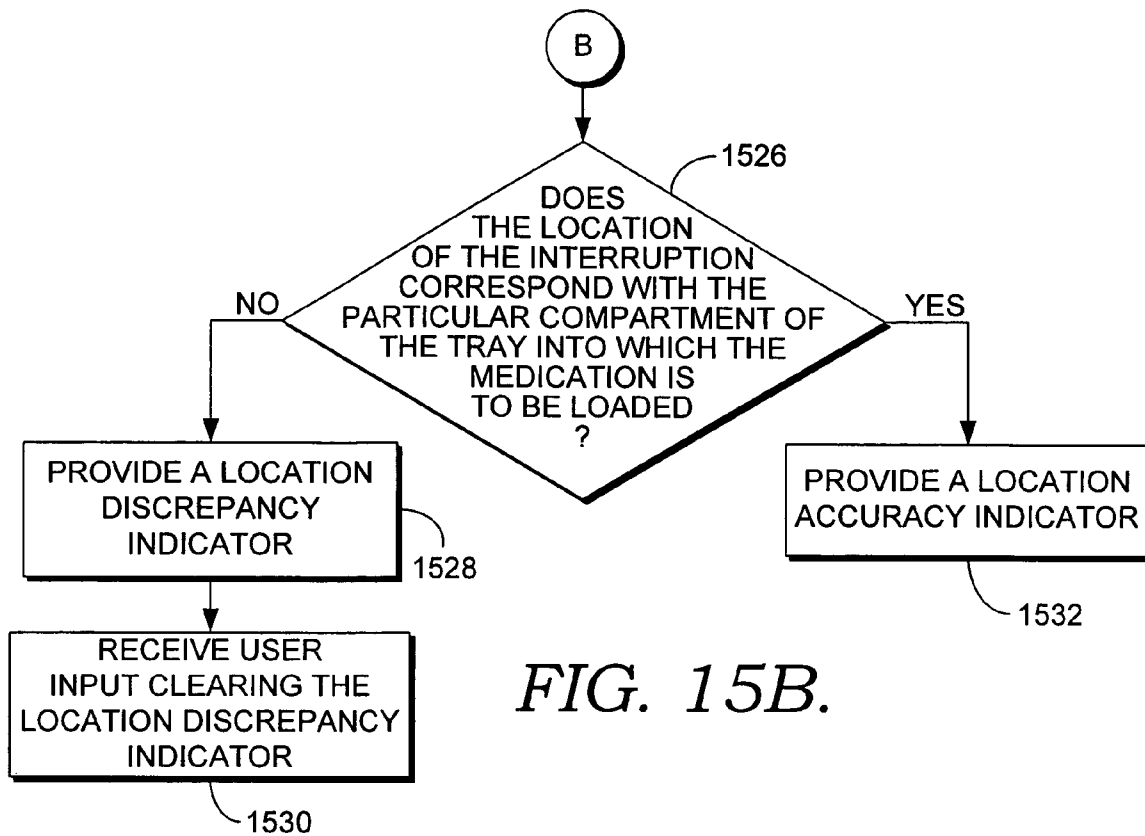 B
1526
DOES
THE LOCATION
OF THE INTERRUPTION
CORRESPOND WITH THE
PARTICULAR COMPARTMENT OF
THE TRAY INTO WHICH THE
MEDICATION IS
TO BE LOADED
?
NO
YES
PROVIDE A LOCATION
DISCREPANCY
INDICATOR
1528
PROVIDE A LOCATION
ACCURACY INDICATOR
1532
RECEIVE USER
INPUT CLEARING THE
LOCATION DISCREPANCY
INDICATOR
1530
FIG. 15B.